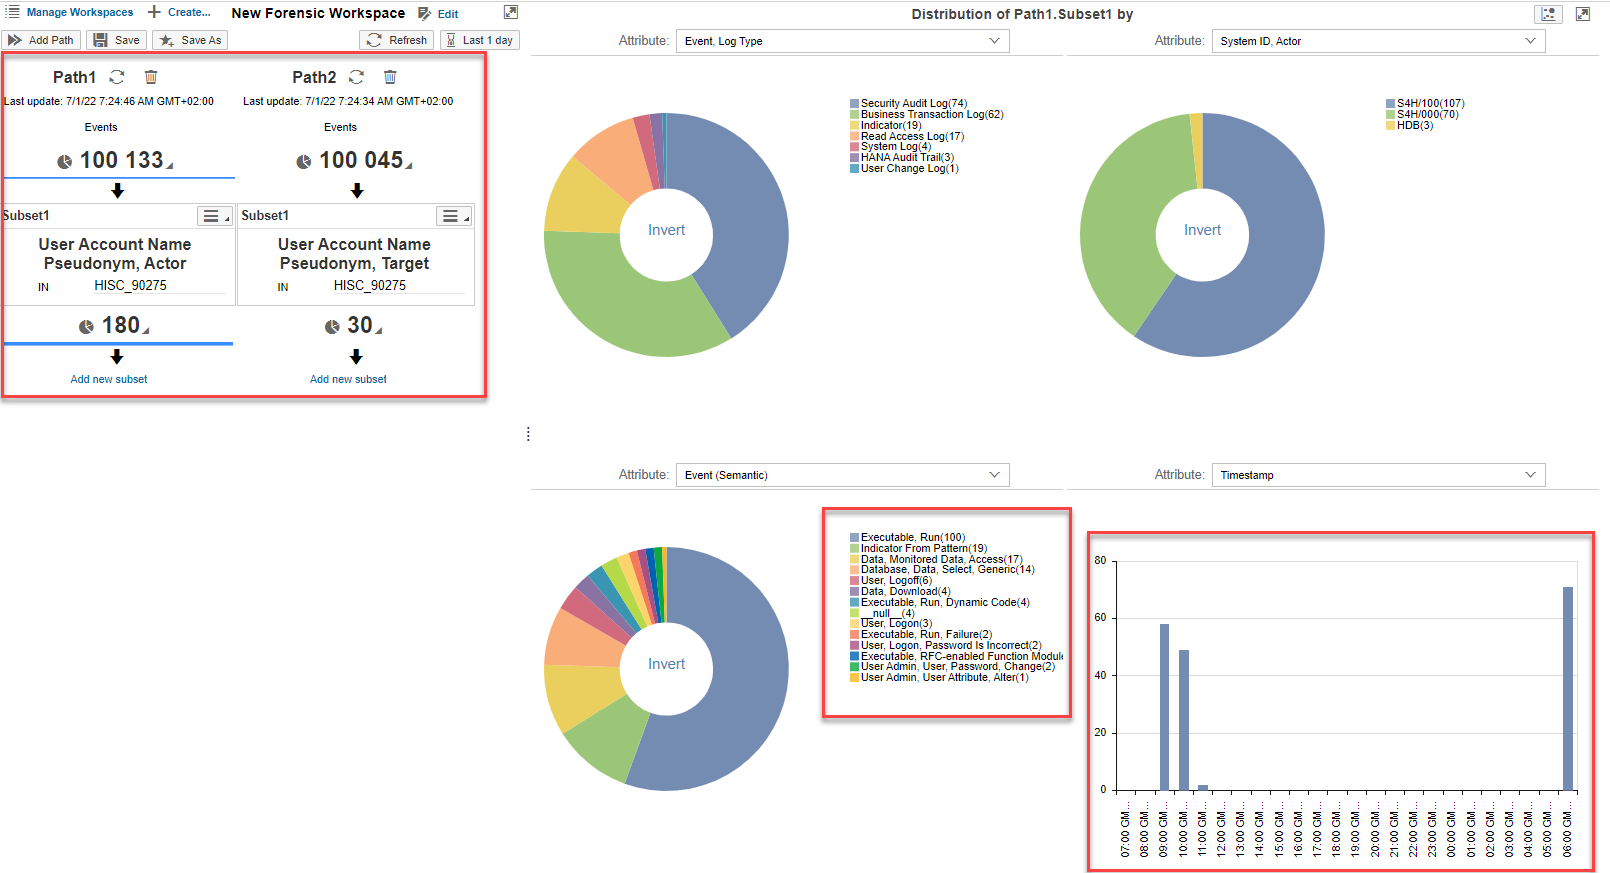 Manage Workspaces
Create...
New Forensic Workspace
Edit
Add Path
Save
Save As
Refresh
Last 1 day
Path1
Last update: 7/1/22 7:24:46 AM GMT+02:00
Events
100 133
Subset1
User Account Name
Pseudonym, Actor
IN HISC_90275
180
Add new subset
Path2
Last update: 7/1/22 7:24:34 AM GMT+02:00
Events
100 045
Subset1
User Account Name
Pseudonym, Target
IN HISC_90275
30
Add new subset
Distribution of Path1.Subset1 by
Attribute: Event, Log Type
Invert
Security Audit Log(74)
Business Transaction Log(62)
Indicator(19)
Read Access Log(17)
System Log(4)
HANA Audit Trail(3)
User Change Log(1)
Attribute: System ID, Actor
Invert
S4H/100(107)
S4H/000(70)
HDB(3)
Attribute: Event (Semantic)
Invert
Executable, Run(100)
Indicator From Pattern(19)
Data, Monitored Data, Access(17)
Database, Data, Select, Generic(14)
User, Logoff(6)
Data, Download(4)
Executable, Run, Dynamic Code(4)
__null__(4)
User, Logon(3)
Executable, Run, Failure(2)
User, Logon, Password Is Incorrect(2)
Executable, RFC-enabled Function Module
User Admin, User, Password, Change(2)
User Admin, User Attribute, Alter(1)
Attribute: Timestamp
80
60
40
20
0
07:00 GM...
08:00 GM...
09:00 GM...
10:00 GM...
11:00 GM...
12:00 GM...
13:00 GM...
14:00 GM...
15:00 GM...
16:00 GM...
17:00 GM...
18:00 GM...
19:00 GM...
20:00 GM...
21:00 GM...
22:00 GM...
23:00 GM...
00:00 GM...
01:00 GM...
02:00 GM...
03:00 GM...
04:00 GM...
05:00 GM...
06:00 GM...